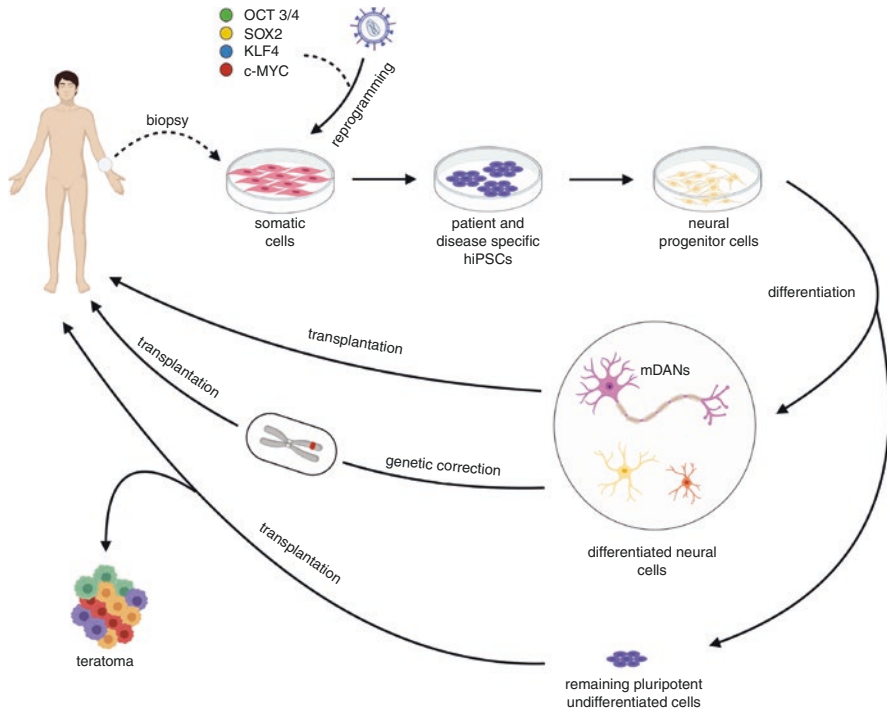 OCT 3/4
SOX2
KLF4
c-MYC
reprogramming
biopsy
somatic
cells
patient and
disease specific
hiPSCs
neural
progenitor cells
differentiation
transplantation
mDANs
transplantation
genetic correction
transplantation
differentiated neural
cells
teratoma
remaining pluripotent
undifferentiated cells